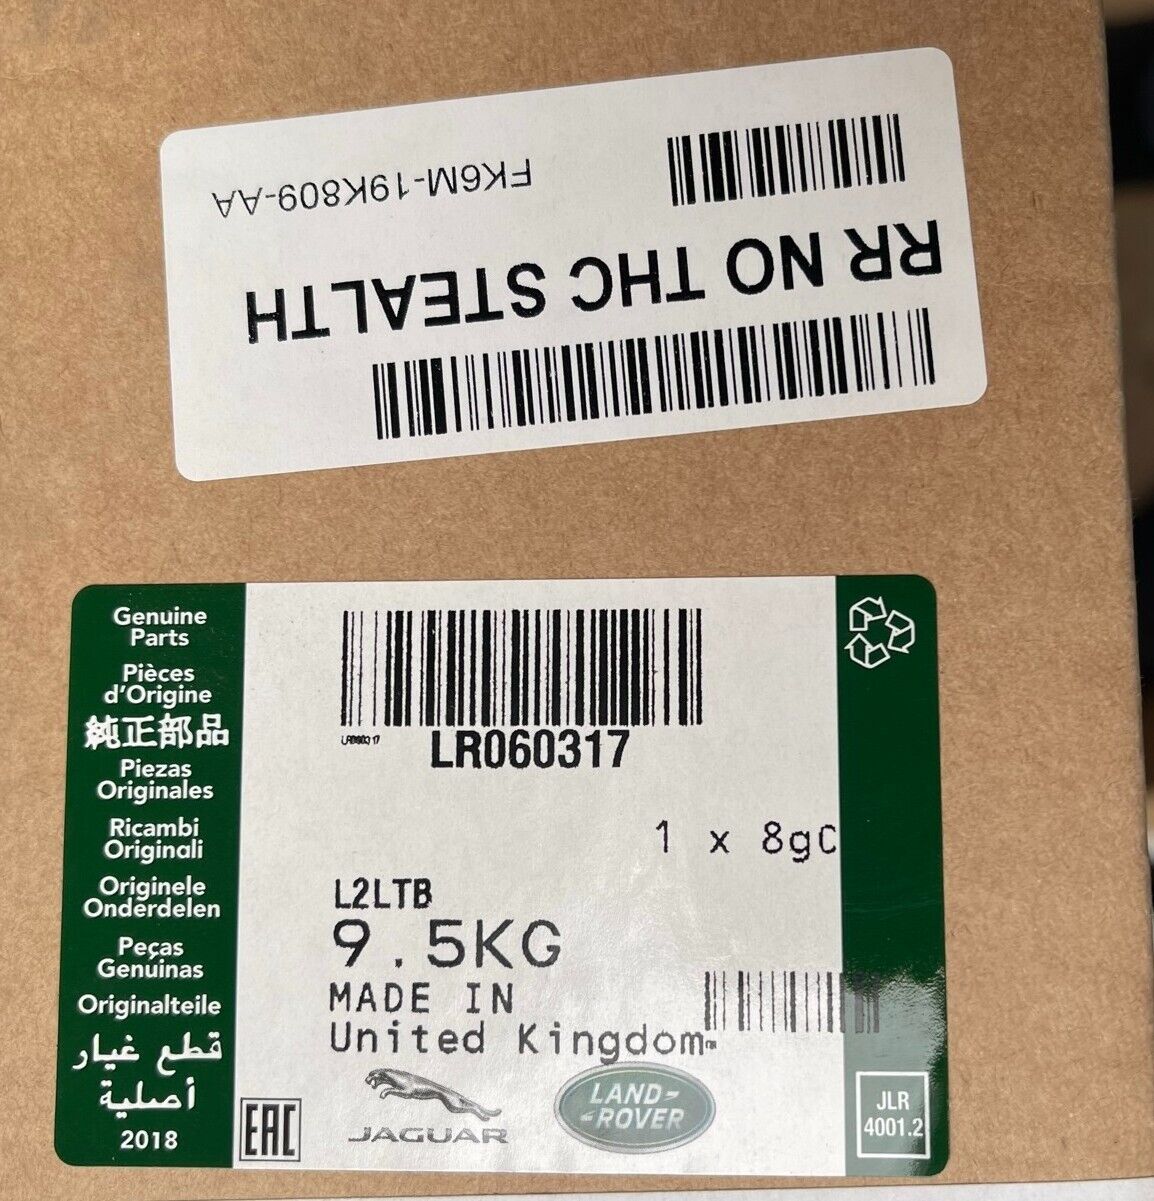 FK6M-19K809-AA
RR NO THC STEALTH
Genuine
Parts
Pièces
d'Origine
純正部品
Piezas
Originales
Ricambi
Originali
Originele
Onderdelen
Peças
Genuinas
Originalteile
قطع غيار
أصلية
2018
EAC
LR060317
LR060317
1 x 8gC
L2LTB
9.5KG
MADE IN
United Kingdom
JAGUAR
LAND-
-ROVER
JLR
4001.2